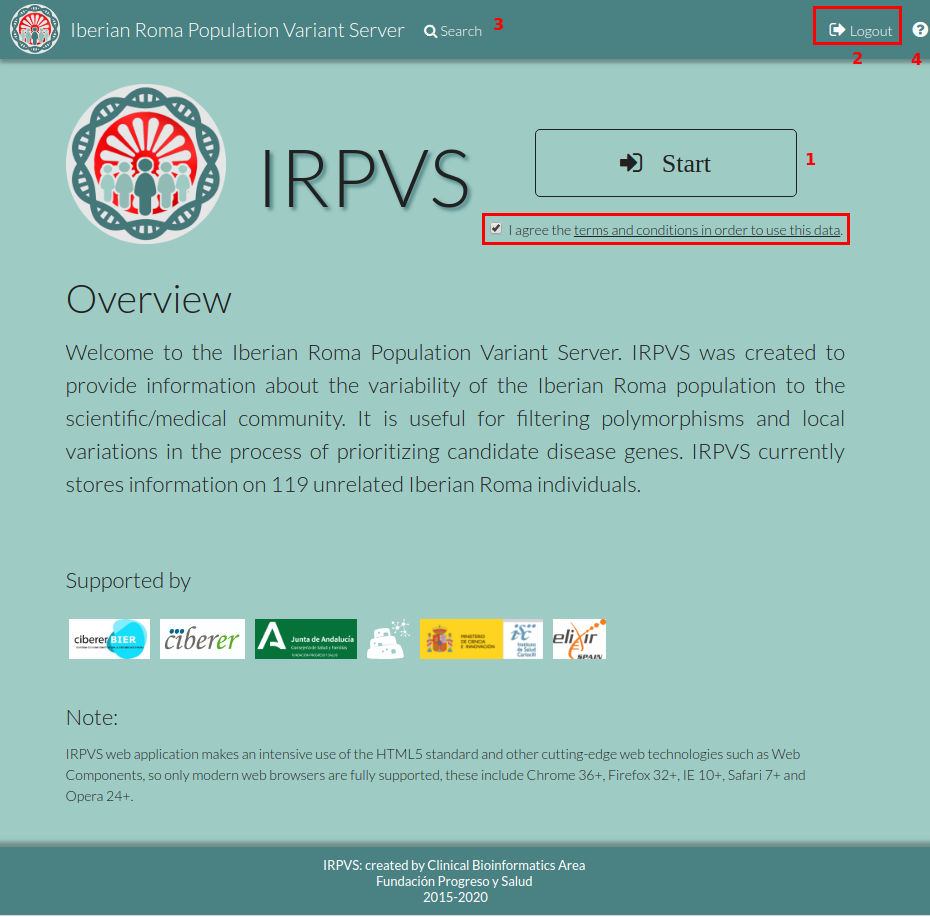 Iberian Roma Population Variant Server Search 3 Logout ?
2 4
IRPVS
Start 1
I agree the terms and conditions in order to use this data.
Overview
Welcome to the Iberian Roma Population Variant Server. IRPVS was created to
provide information about the variability of the Iberian Roma population to the
scientific/medical community. It is useful for filtering polymorphisms and local
variations in the process of prioritizing candidate disease genes. IRPVS currently
stores information on 119 unrelated Iberian Roma individuals.
Supported by
ciberer BIER
ciberer
Junta de Andalucía
Consejería de Salud y Familias
FUNDACIÓN PROGRESO Y SALUD
MINISTERIO
DE CIENCIA
E INNOVACIÓN
Instituto
de Salud
Carlos III
elixir
SPAIN
Note:
IRPVS web application makes an intensive use of the HTML5 standard and other cutting-edge web technologies such as Web
Components, so only modern web browsers are fully supported, these include Chrome 36+, Firefox 32+, IE 10+, Safari 7+ and
Opera 24+.
IRPVS: created by Clinical Bioinformatics Area
Fundación Progreso y Salud
2015-2020